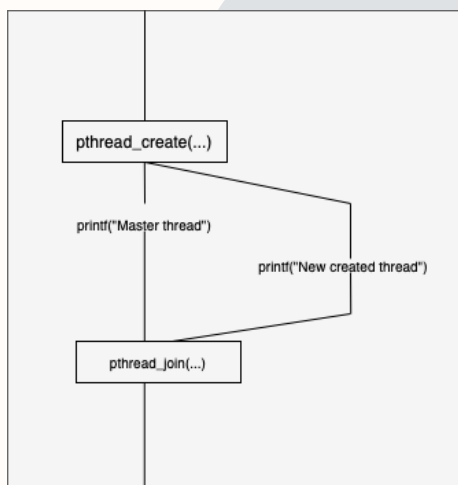 pthread_create(...)
printf("Master thread")
printf("New created thread")
pthread_join(...)